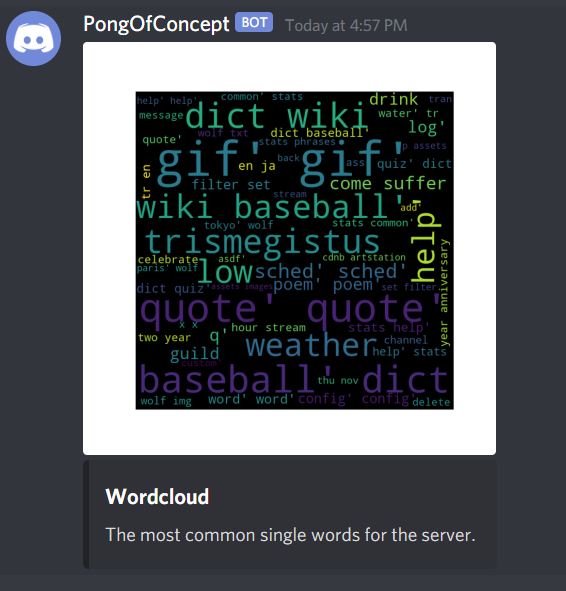 PongOfConcept BOT Today at 4:57 PM
help' help' common' stats drink tran
message dict wiki water' tr log'
quote' wolf txt dict baseball' stats phrases' p assets
gif' gif' back ass quiz' dict
tr en en ja
filter set stream come suffer
wiki baseball' add'
tokyo' wolf stats common'
trismegistus help'
celebrate asdf' cdnb artstation
paris' wolf low sched' sched'
dict quiz' assets images poem' poem' set filter
year anniversary
quote' quote'
x x hour stream stats help'
two year q' weather channel
guild help' stats
custom'
baseball' dict
thu nov
wolf img word' word' config' config' delete
Wordcloud
The most common single words for the server.